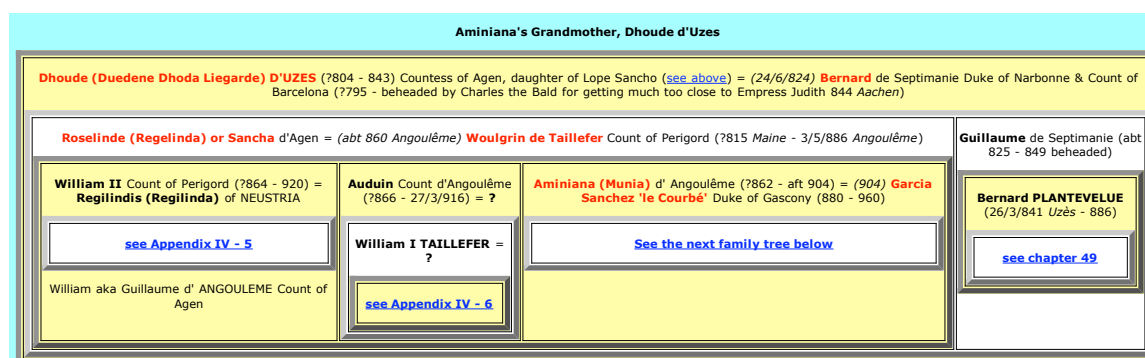 Aminiana's Grandmother, Dhoude d'Uzes
Dhoude (Duedene Dhoda Liegarde) D'UZES (?804 - 843) Countess of Agen, daughter of Lope Sancho (see above) = (24/6/824) Bernard de Septimanie Duke of Narbonne & Count of
Barcelona (?795 - beheaded by Charles the Bald for getting much too close to Empress Judith 844 Aachen)
Roselinde (Regelinda) or Sancha d'Agen = (abt 860 Angoulême) Woulgrin de Taillefer Count of Perigord (?815 Maine - 3/5/886 Angoulême)
William II Count of Perigord (?864 - 920) =
Regilindis (Regilinda) of NEUSTRIA
see Appendix IV - 5
William aka Guillaume d' ANGOULEME Count of
Agen
Auduin Count d'Angoulême
(?866 - 27/3/916) = ?
William I TAILLEFER =
?
see Appendix IV - 6
Aminiana (Munia) d' Angoulême (?862 - aft 904) = (904) Garcia
Sanchez 'le Courbé' Duke of Gascony (880 - 960)
See the next family tree below
Guillaume de Septimanie (abt
825 - 849 beheaded)
Bernard PLANTEVELUE
(26/3/841 Uzès - 886)
see chapter 49